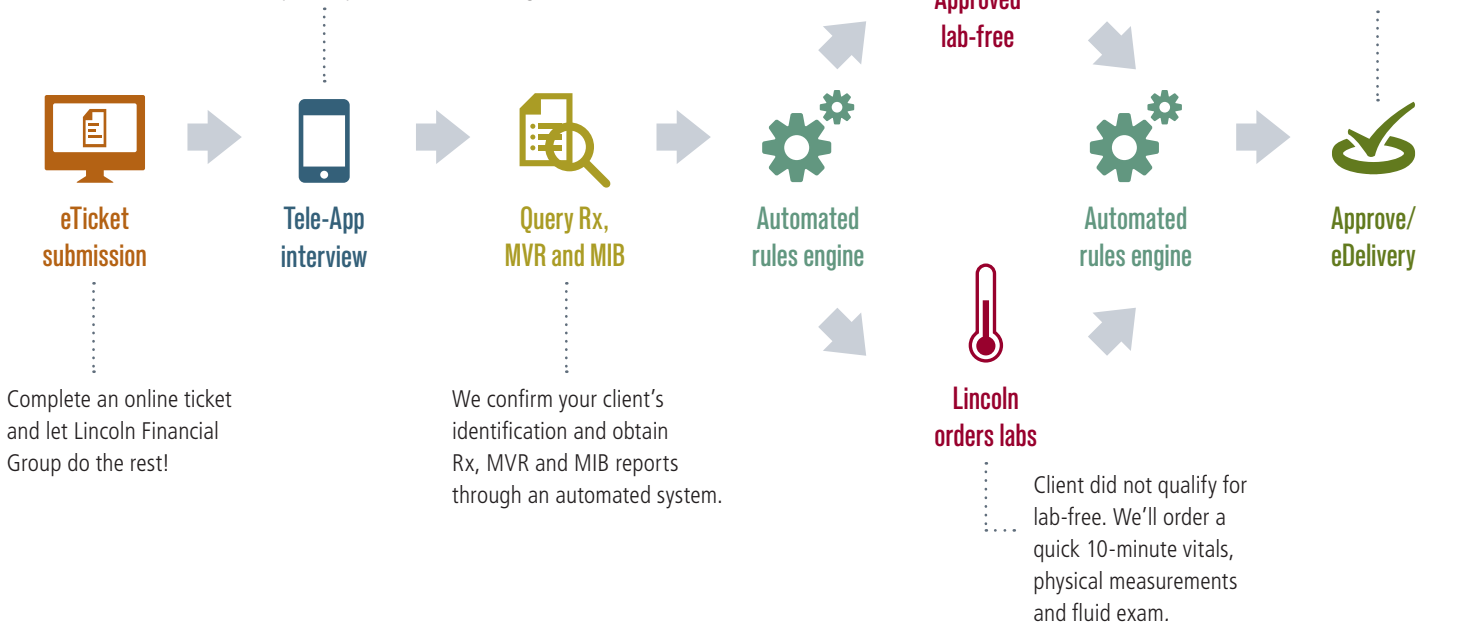 Approved
lab-free
eTicket
submission
Tele-App
interview
Query Rx,
MVR and MIB
Automated
rules engine
Automated
rules engine
Approve/
eDelivery
Complete an online ticket
and let Lincoln Financial
Group do the rest!
We confirm your client’s
identification and obtain
Rx, MVR and MIB reports
through an automated system.
Lincoln
orders labs
Client did not qualify for
lab-free. We’ll order a
quick 10-minute vitals,
physical measurements
and fluid exam.